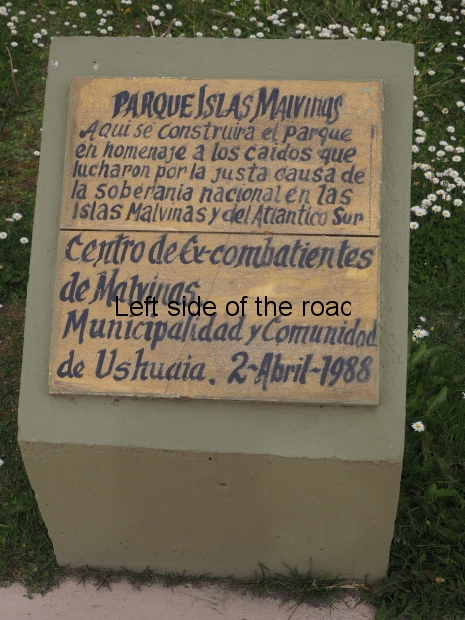 PARQUE ISLAS MALVINAS
Aqui se construira el parque
en homenaje a los caidos que
lucharon por la justa causa de
la soberania nacional en las
Islas Malvinas y del Atlantico Sur
Centro de Ex-combatientes
de Malvinas
Left side of the road
Municipalidad y Comunidad
de Ushuaia. 2-Abril-1988